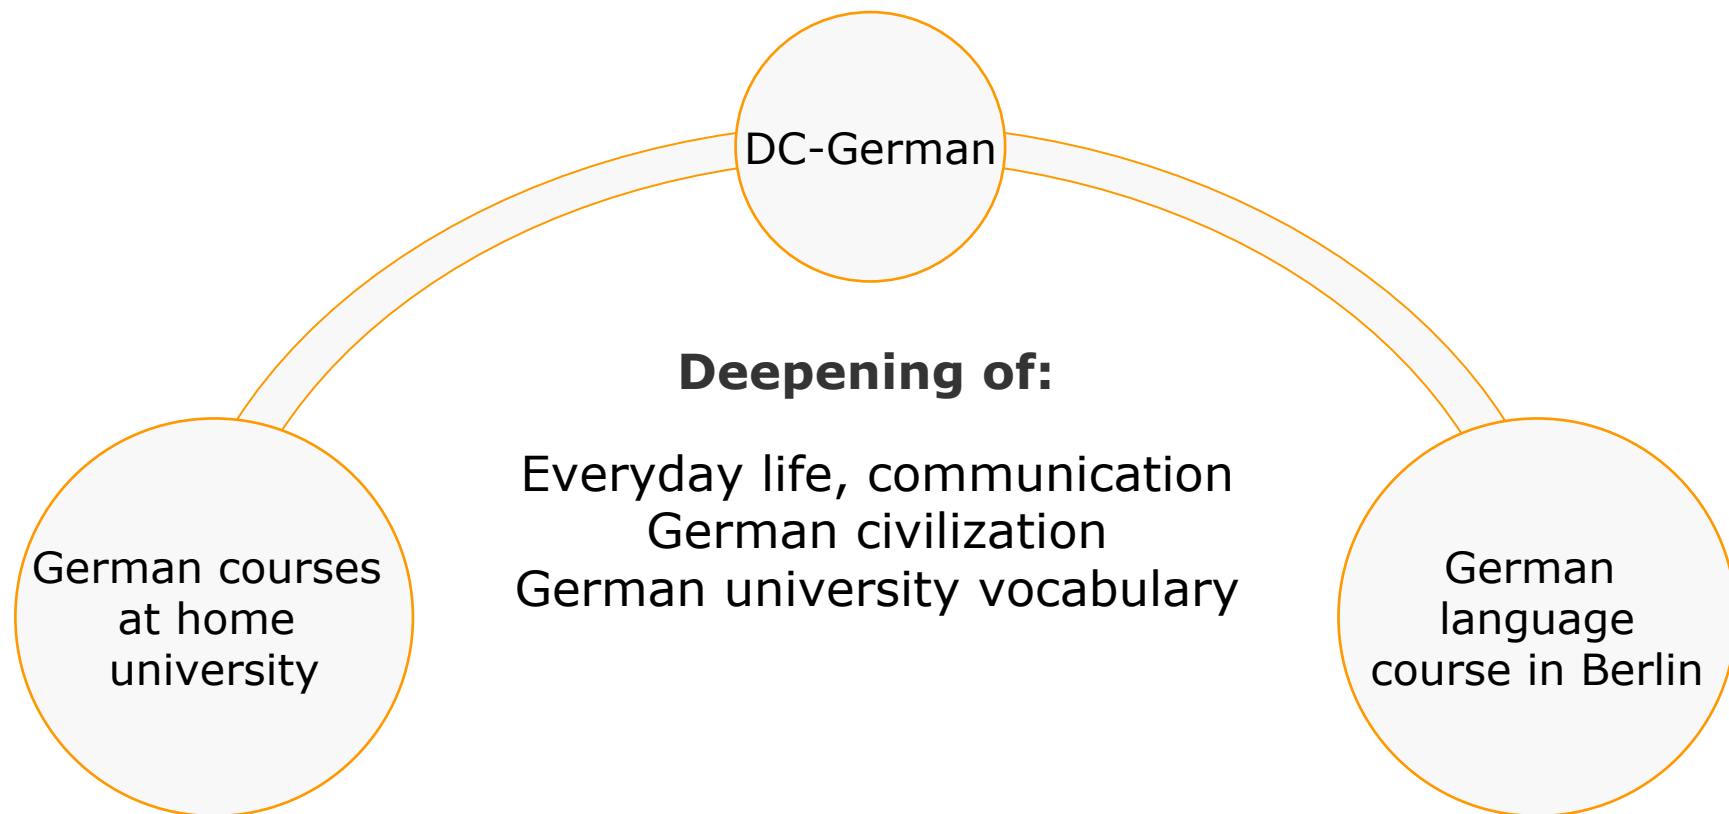 DC-German
Deepening of:
Everyday life, communication
German civilization
German university vocabulary
German courses
at home
university
German
language
course in Berlin